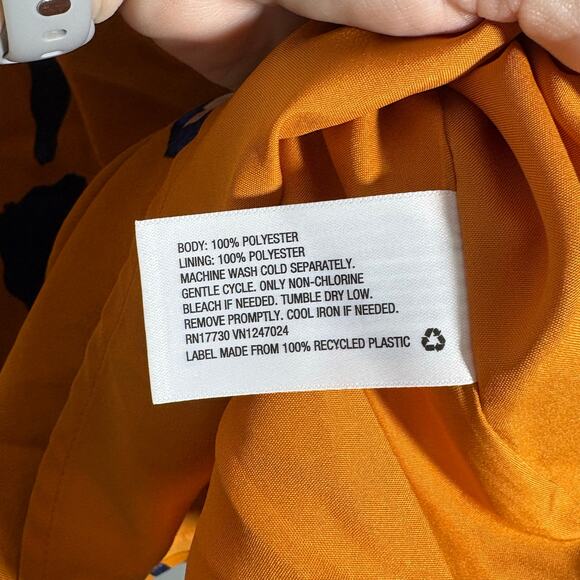 BODY: 100% POLYESTER
LINING: 100% POLYESTER
MACHINE WASH COLD SEPARATELY.
GENTLE CYCLE. ONLY NON-CHLORINE
BLEACH IF NEEDED. TUMBLE DRY LOW.
REMOVE PROMPTLY. COOL IRON IF NEEDED.
RN17730 VN1247024
LABEL MADE FROM 100% RECYCLED PLASTIC